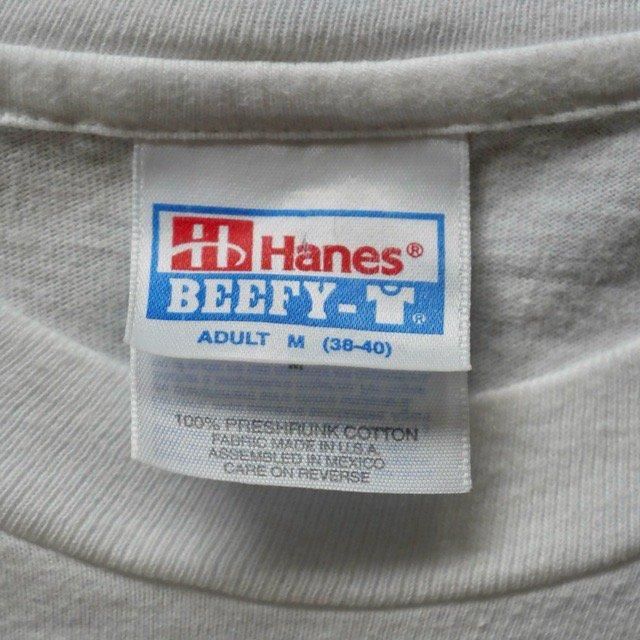 H Hanes®
BEEFY-T®
ADULT M (38-40)
100% PRESHRUNK COTTON
FABRIC MADE IN U.S.A.
ASSEMBLED IN MEXICO
CARE ON REVERSE